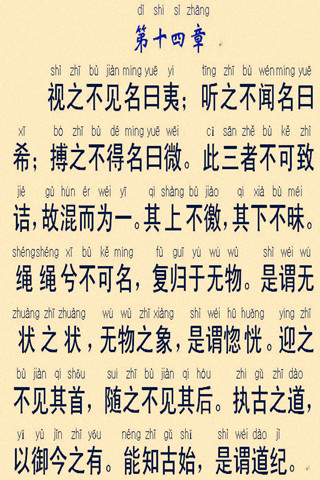 dì shí sì zhāng
第十四章
shì zhī bù jiàn míng yuē yí tīng zhī bù wén míng yuē
视之不见名曰夷；听之不闻名曰
xī bó zhī bù dé míng wēi cǐ sān zhě bù kě zhì
希；搏之不得名曰微。此三者不可致
jié gù hùn ér wéi yī qí shàng bù jiǎo qí xià bù mèi
诘，故混而为一。其上不徼，其下不昧。
shéngshéng xī bù kě míng fù guī yú wú wù shì wèi wú
绳绳兮不可名，复归于无物。是谓无
zhuàng zhī zhuàng wú wù zhī xiàng shì wèi hū huǎng yíng zhī
状之状，无物之象，是谓惚恍。迎之
bù jiàn qí shǒu suí zhī bù jiàn qí hòu zhí gǔ zhī dào
不见其首，随之不见其后。执古之道，
yǐ yù jīn zhī yǒu néng zhī gǔ shǐ shì wèi dào jì
以御今之有。能知古始，是谓道纪。